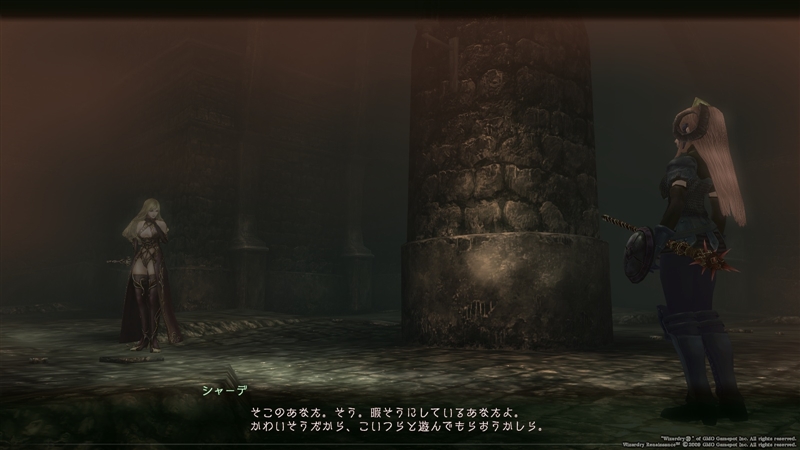 シャーデ
そこのあなた。そう。暇そうにしているあなたよ。
かわいそうだから、こいつらと遊んでもらおうかしら。
"Wizardry®" of GMO Gamepot Inc. All rights reserved.
Wizardry Renaissance™ ©2009 GMO Gamepot Inc. All rights reserved.